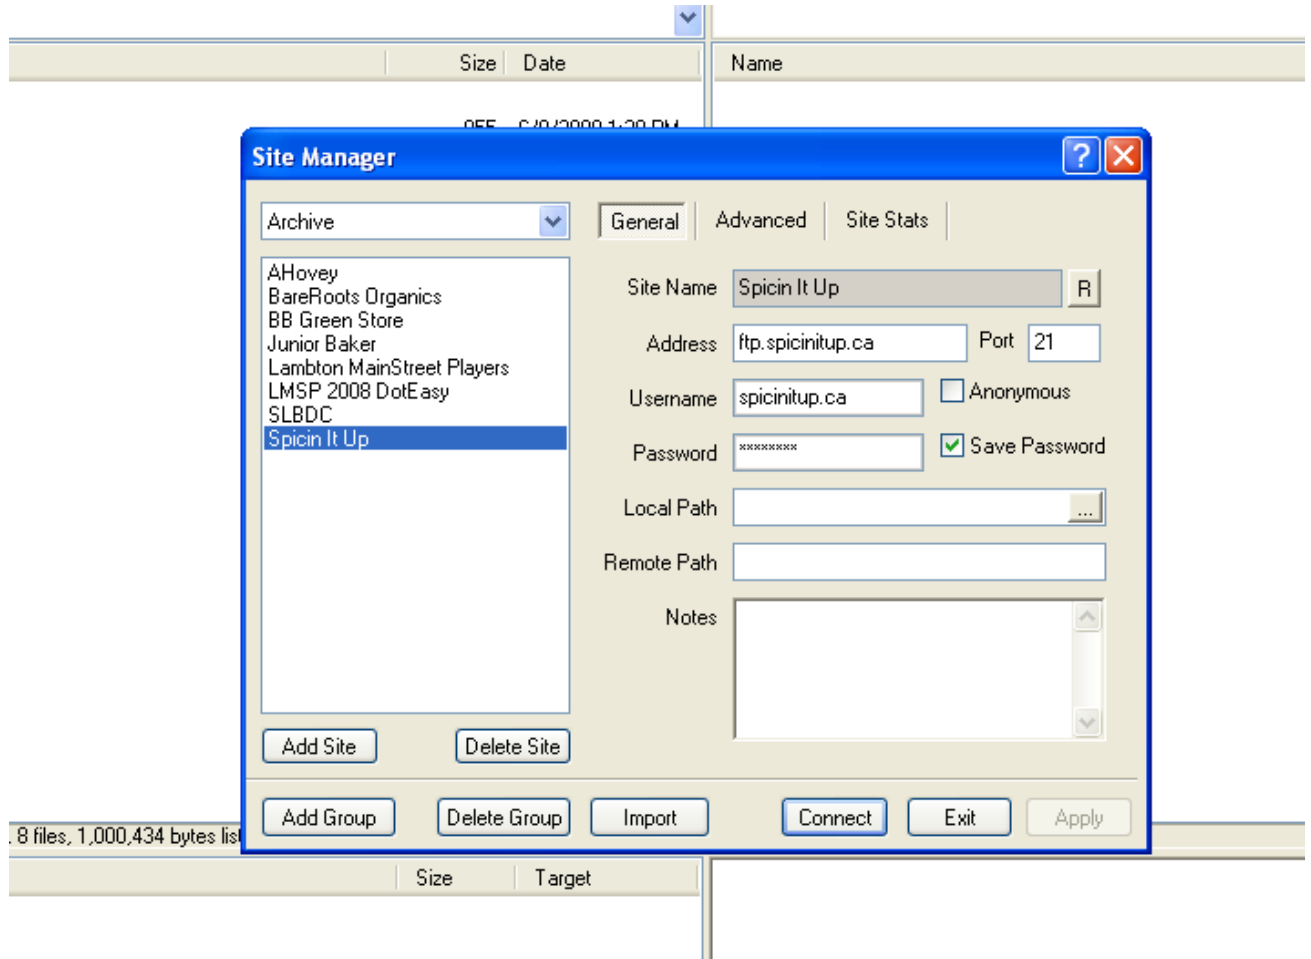 Size Date Name
Site Manager
Archive
General Advanced Site Stats
AHovey
BareRoots Organics
BB Green Store
Junior Baker
Lambton MainStreet Players
LMSP 2008 DotEasy
SLBDC
Spicin It Up
Site Name Spicin It Up R
Address ftp.spicinitup.ca Port 21
Username spicinitup.ca Anonymous
Password ******** Save Password
Local Path ...
Remote Path
Notes
Add Site Delete Site
Add Group Delete Group Import Connect Exit Apply
. 8 files, 1,000,434 bytes
Size Target